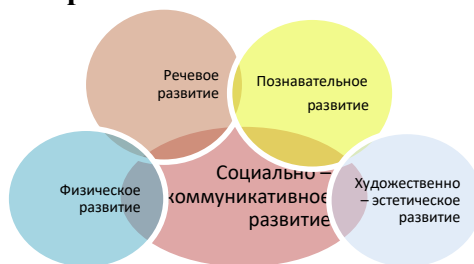 Речевое
развитие
Познавательное
развитие
Физическое
развитие
Социально –
коммуникативное
развитие
Художественно
– эстетическое
развитие